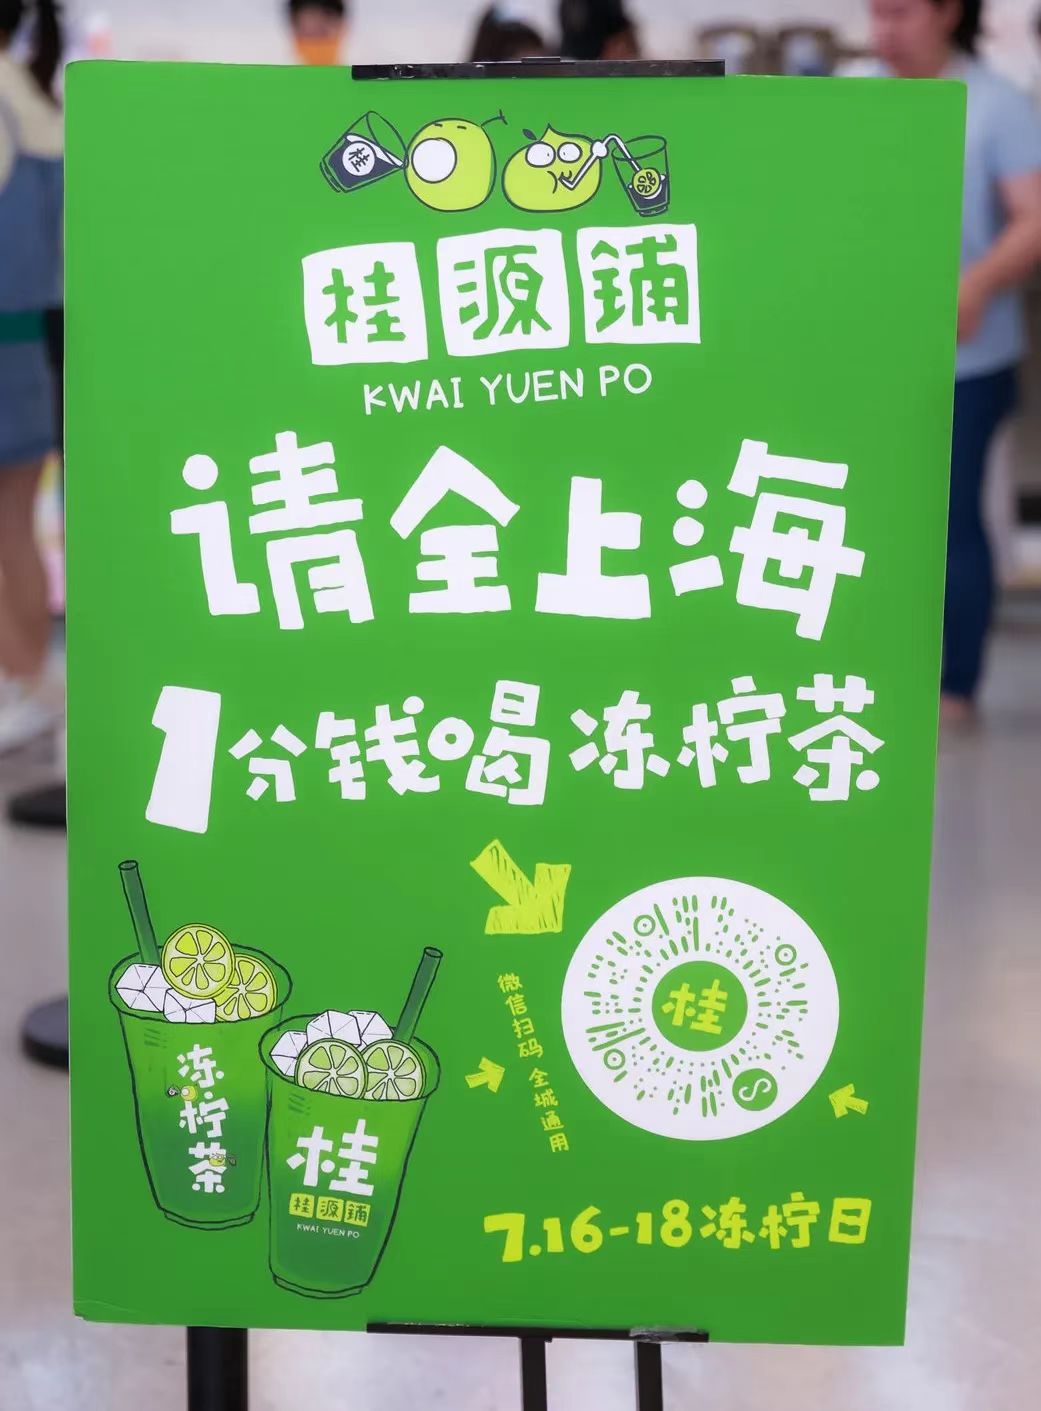 桂
桂源铺
KWAI YUEN PO
请全上海
1分钱喝冻柠茶
微信扫码 全城通用
桂
冻柠茶
桂
桂源铺
KWAI YUEN PO
7.16-18冻柠日